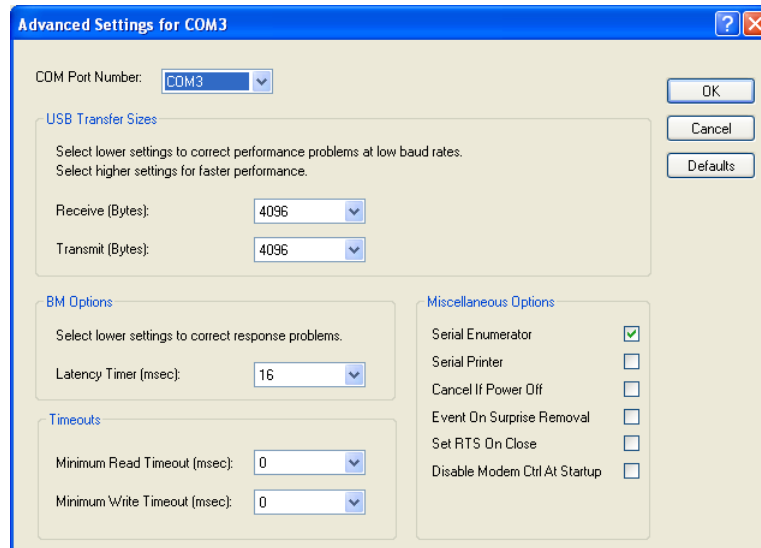 Advanced Settings for COM3
COM Port Number: COM3
OK
USB Transfer Sizes
Cancel
Select lower settings to correct performance problems at low baud rates.
Select higher settings for faster performance.
Defaults
Receive (Bytes): 4096
Transmit (Bytes): 4096
BM Options
Select lower settings to correct response problems.
Latency Timer (msec): 16
Timeouts
Minimum Read Timeout (msec): 0
Minimum Write Timeout (msec): 0
Miscellaneous Options
Serial Enumerator
Serial Printer
Cancel If Power Off
Event On Surprise Removal
Set RTS On Close
Disable Modem Ctrl At Startup